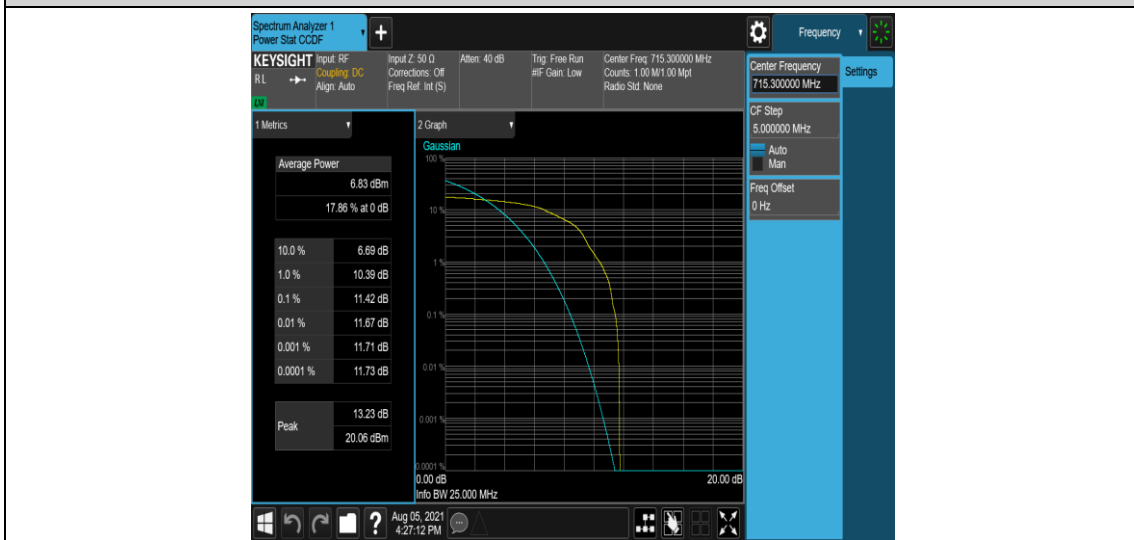 Spectrum Analyzer 1
Power Stat CCDF
+
Frequency
KEYSIGHT
RL
LXI
Input: RF
Coupling: DC
Align: Auto
Input Z: 50 Ω
Corrections: Off
Freq Ref: Int (S)
Atten: 40 dB
Trig: Free Run
#IF Gain: Low
Center Freq: 715.300000 MHz
Counts: 1.00 M/1.00 Mpt
Radio Std: None
Center Frequency
715.300000 MHz
Settings
CF Step
5.000000 MHz
Auto
Man
Freq Offset
0 Hz
1 Metrics
Average Power
6.83 dBm
17.86 % at 0 dB
10.0 % 6.69 dB
1.0 % 10.39 dB
0.1 % 11.42 dB
0.01 % 11.67 dB
0.001 % 11.71 dB
0.0001 % 11.73 dB
Peak
13.23 dB
20.06 dBm
2 Graph
Gaussian
100 %
10 %
1 %
0.1 %
0.01 %
0.001 %
0.0001 %
0.00 dB 20.00 dB
Info BW 25.000 MHz
?
Aug 05, 2021
4:27:12 PM